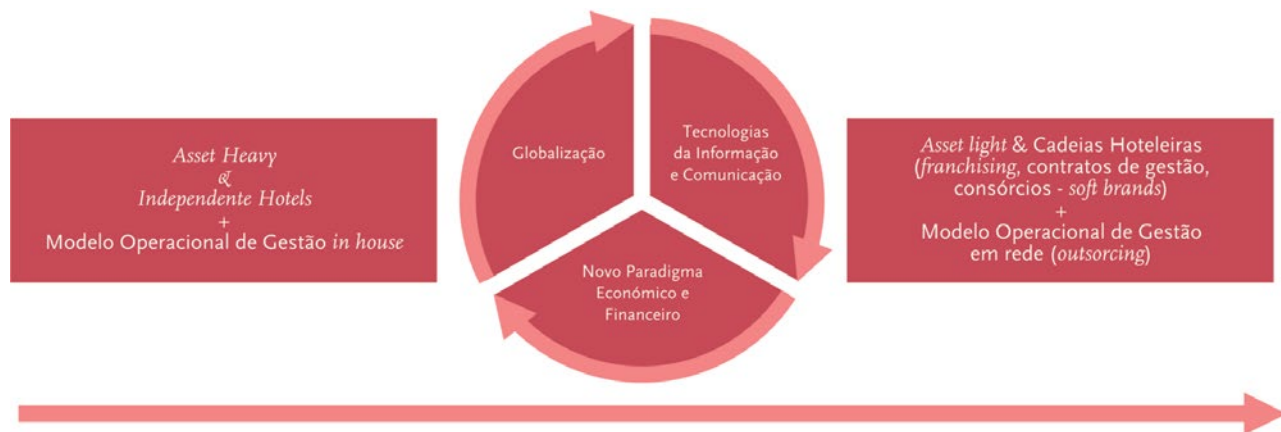 Asset Heavy
&
Independente Hotels
+
Modelo Operacional de Gestão in house
Globalização
Tecnologias
da Informação
e Comunicação
Novo Paradigma
Económico e
Financeiro
Asset light & Cadeias Hoteleiras
(franchising, contratos de gestão,
consórcios - soft brands)
+
Modelo Operacional de Gestão
em rede (outsorcing)